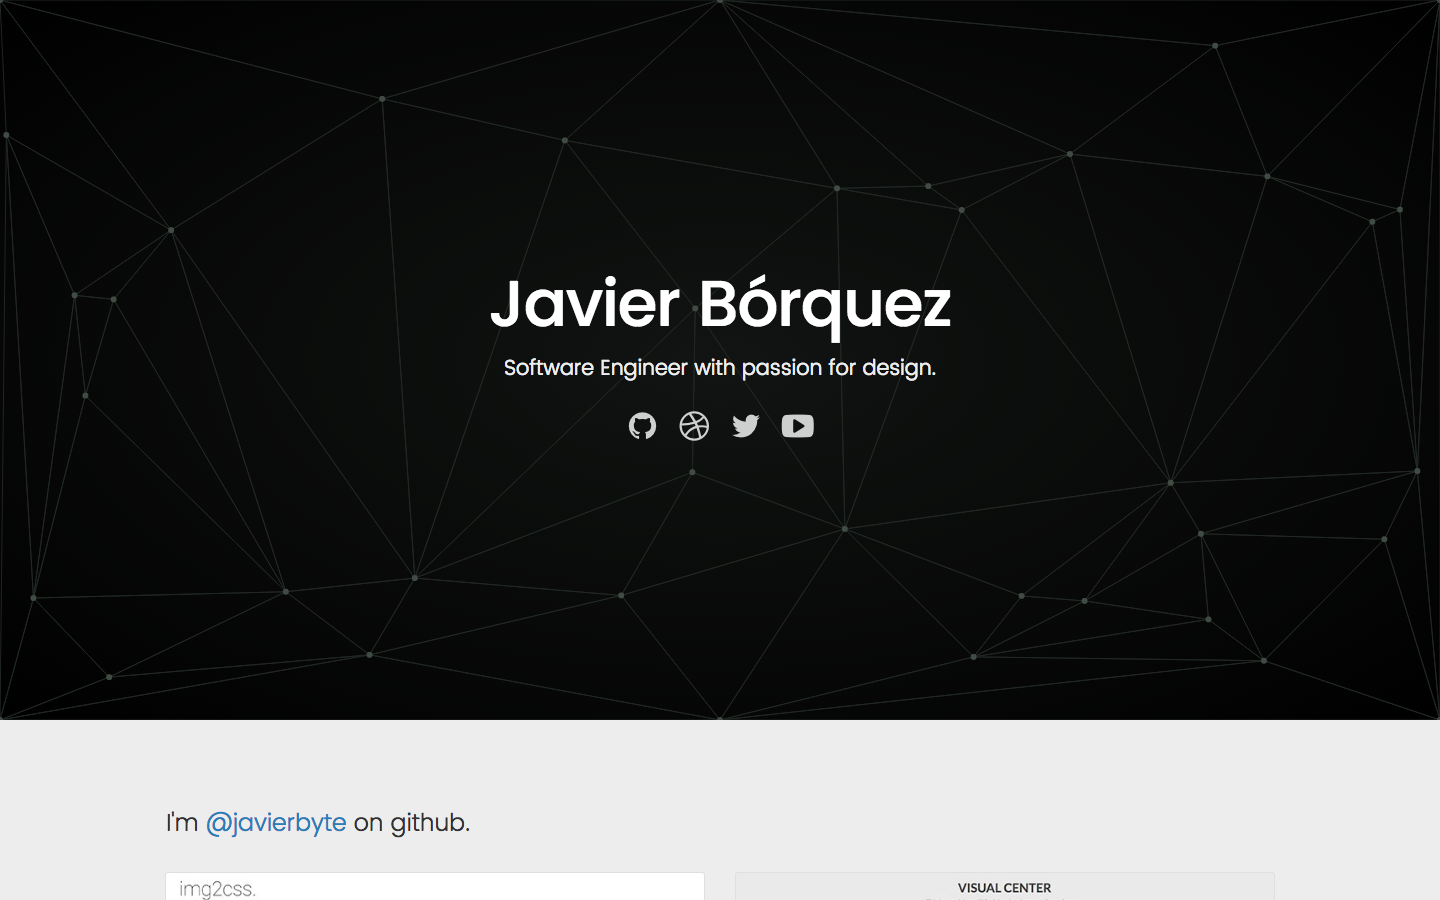 Javier Bórquez
Software Engineer with passion for design.
I'm @javierbyte on github.
img2css.
VISUAL CENTER